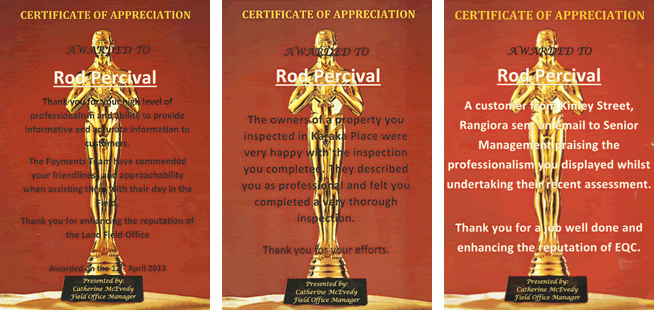 CERTIFICATE OF APPRECIATION
AWARDED TO
Rod Percival
Thank you for your high level of
professionalism and ability to provide
informative and accurate information to
customers.
The Payments Team have commended
your friendliness and approachability
when assisting them with their day in the
Field.
Thank you for enhancing the reputation of
the Land Field Office
Awarded on the 12th April 2013
Presented by:
Catherine McEvedy
Field Office Manager
CERTIFICATE OF APPRECIATION
AWARDED TO
Rod Percival
The owners of a property you
inspected in Karaka Place were
very happy with the inspection
you completed. They described
you as professional and felt you
completed a very thorough
inspection.
Thank you for your efforts.
Presented by:
Catherine McEvedy
Field Office Manager
CERTIFICATE OF APPRECIATION
AWARDED TO
Rod Percival
A customer from Kinley Street,
Rangiora sent an email to Senior
Management praising the
professionalism you displayed whilst
undertaking their recent assessment.
Thank you for a job well done and
enhancing the reputation of EQC.
Presented by:
Catherine McEvedy
Field Office Manager